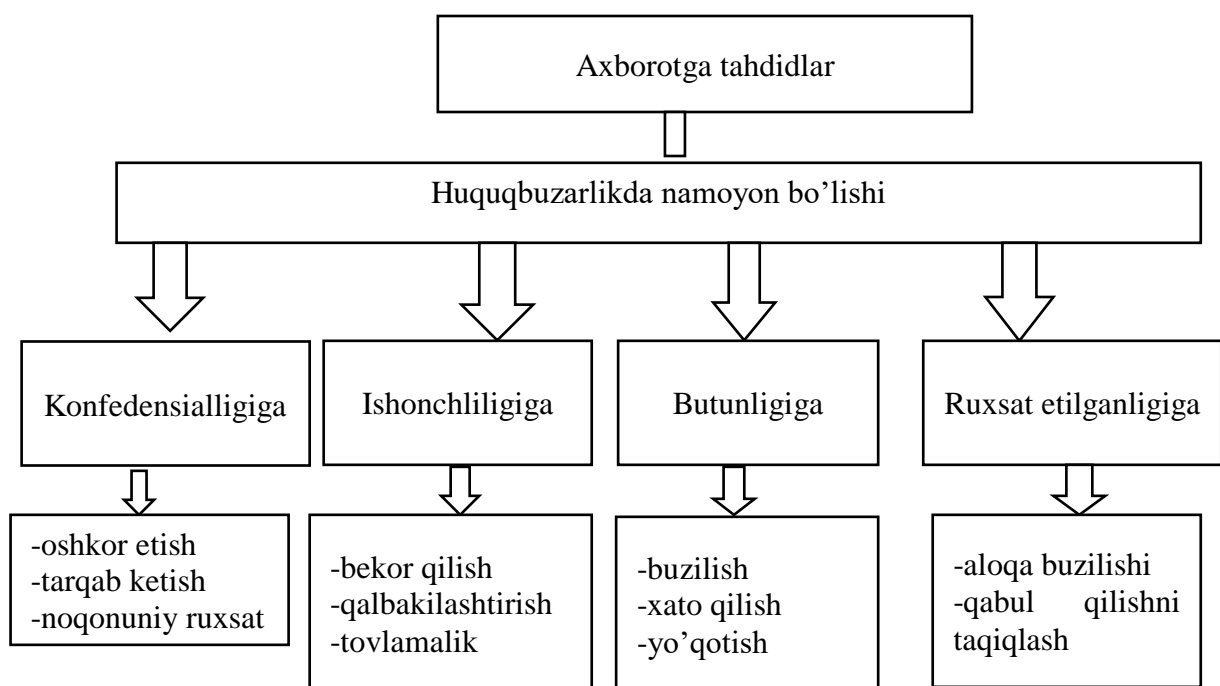 Axborotga tahdidlar
Huquqbuzarlikda namoyon bo’lishi
Konfedensialligiga
Ishonchliligiga
Butunligiga
Ruxsat etilganligiga
-oshkor etish
-tarqab ketish
-noqonuniy ruxsat
-bekor qilish
-qalbakilashtirish
-tovlamalik
-buzilish
-xato qilish
-yo’qotish
-aloqa buzilishi
-qabul qilishni
taqiqlash